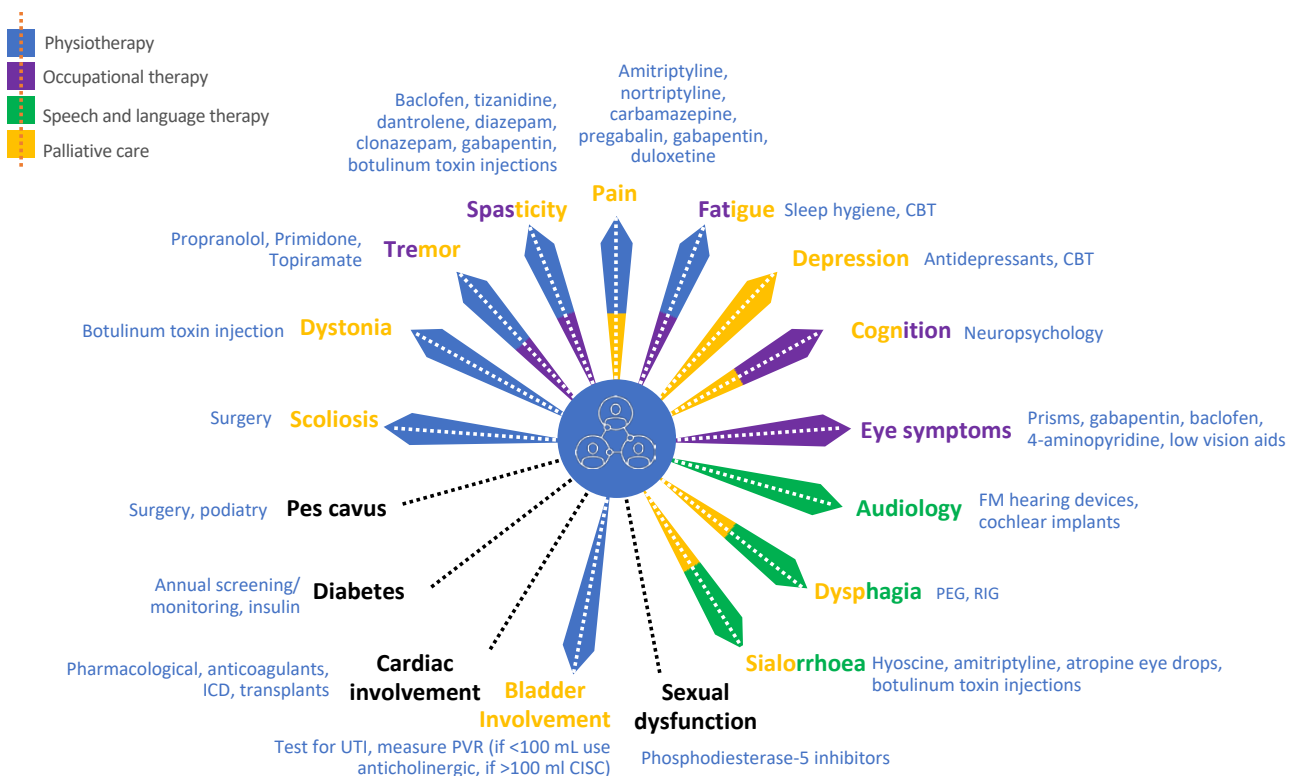 Physiotherapy
Occupational therapy
Speech and language therapy
Palliative care
Amitriptyline,
nortriptyline,
carbamazepine,
pregabalin, gabapentin,
duloxetine
Pain
Baclofen, tizanidine,
dantrolene, diazepam,
clonazepam, gabapentin,
botulinum toxin injections
Spasticity
Fatigue
Sleep hygiene, CBT
Propranolol, Primidone,
Topiramate
Tremor
Depression
Antidepressants, CBT
Botulinum toxin injection
Dystonia
Cognition
Neuropsychology
Surgery
Scoliosis
Eye symptoms
Prisms, gabapentin, baclofen,
4-aminopyridine, low vision aids
Surgery, podiatry
Pes cavus
Audiology
FM hearing devices,
cochlear implants
Annual screening/
monitoring, insulin
Diabetes
Dysphagia
PEG, RIG
Pharmacological, anticoagulants,
ICD, transplants
Cardiac
involvement
Bladder
Involvement
Test for UTI, measure PVR (if <100 mL use
anticholinergic, if >100 ml CISC)
Sexual
dysfunction
Phosphodiesterase-5 inhibitors
Sialorrhoea
Hyoscine, amitriptyline, atropine eye drops,
botulinum toxin injections